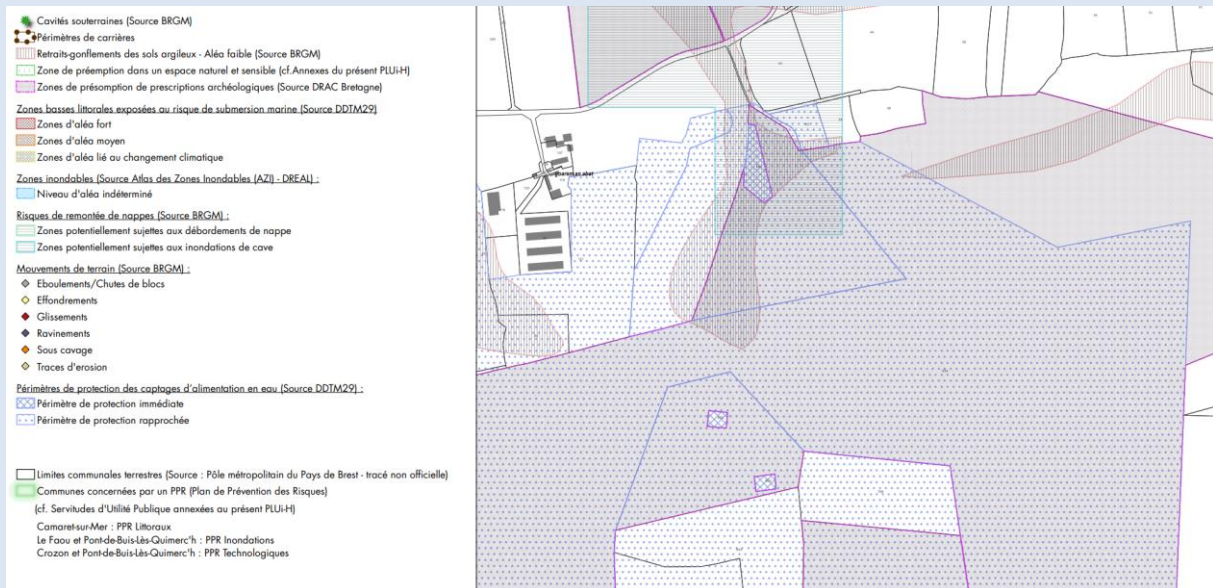 Cavités souterraines (Source BRGM)
Périmètres de carrières
Retraits-gonflements des sols argileux - Aléa faible (Source BRGM)
Zone de préemption dans un espace naturel et sensible (cf.Annexes du présent PLUi-H)
Zones de présomption de prescriptions archéologiques (Source DRAC Bretagne)
Zones basses littorales exposées au risque de submersion marine (Source DDTM29)
Zones d'aléa fort
Zones d'aléa moyen
Zones d'aléa lié au changement climatique
Zones inondables (Source Atlas des Zones Inondables (AZI) - DREAL) :
Niveau d'aléa indéterminé
Risques de remontée de nappes (Source BRGM) :
Zones potentiellement sujettes aux débordements de nappe
Zones potentiellement sujettes aux inondations de cave
Mouvements de terrain (Source BRGM) :
Eboulements/Chutes de blocs
Effondrements
Glissements
Ravinements
Sous cavage
Traces d'erosion
Périmètres de protection des captages d'alimentation en eau (Source DDTM29) :
Périmètre de protection immédiate
Périmètre de protection rapprochée
Limites communales terrestres (Source : Pôle métropolitain du Pays de Brest - tracé non officielle)
Communes concernées par un PPR (Plan de Prévention des Risques)
(cf. Servitudes d'Utilité Publique annexées au présent PLUi-H)
Camaret-sur-Mer : PPR Littoraux
Le Faou et Pont-de-Buis-Lès-Quimerc'h : PPR Inondations
Crozon et Pont-de-Buis-Lès-Quimerc'h : PPR Technologiques